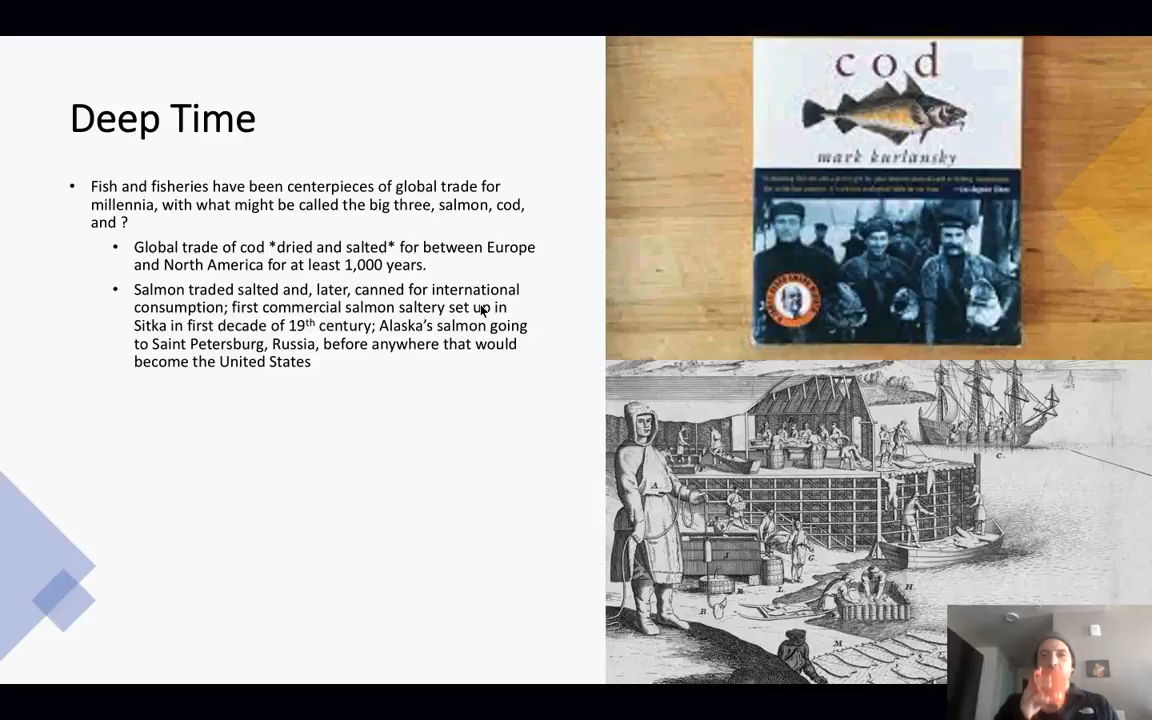 Deep Time
• Fish and fisheries have been centerpieces of global trade for
millennia, with what might be called the big three, salmon, cod,
and ?
• Global trade of cod *dried and salted* for between Europe
and North America for at least 1,000 years.
• Salmon traded salted and, later, canned for international
consumption; first commercial salmon saltery set up in
Sitka in first decade of 19th century; Alaska's salmon going
to Saint Petersburg, Russia, before anywhere that would
become the United States
cod
mark kurlansky
A
C.
G
H
I
B
L
M